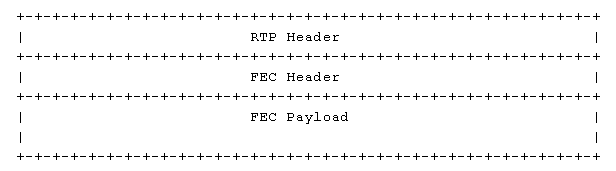 +-+-+-+-+-+-+-+-+-+-+-+-+-+-+-+-+-+-+-+-+-+-+-+-+-+-+-+-+-+-+-+-+
|                         RTP Header                            |
+-+-+-+-+-+-+-+-+-+-+-+-+-+-+-+-+-+-+-+-+-+-+-+-+-+-+-+-+-+-+-+-+
|                         FEC Header                            |
+-+-+-+-+-+-+-+-+-+-+-+-+-+-+-+-+-+-+-+-+-+-+-+-+-+-+-+-+-+-+-+-+
|                         FEC Payload                           |
|                                                               |
+-+-+-+-+-+-+-+-+-+-+-+-+-+-+-+-+-+-+-+-+-+-+-+-+-+-+-+-+-+-+-+-+